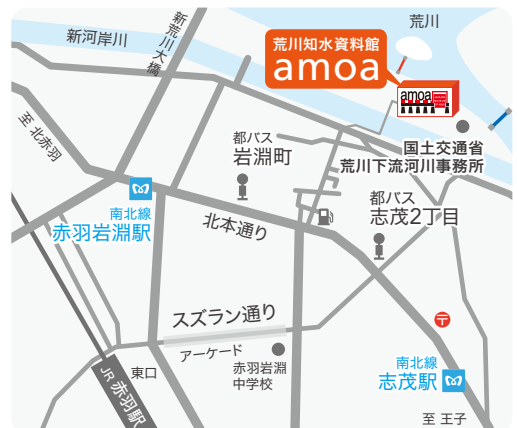 荒川
新荒川大橋
新河岸川
荒川知水資料館
amoa
amoa
至 北赤羽
都バス
岩淵町
国土交通省
荒川下流河川事務所
都バス
志茂2丁目
南北線
赤羽岩淵駅
北本通り
スズラン通り
アーケード
赤羽岩淵
中学校
東口
JR 赤羽駅
南北線
志茂駅
至 王子